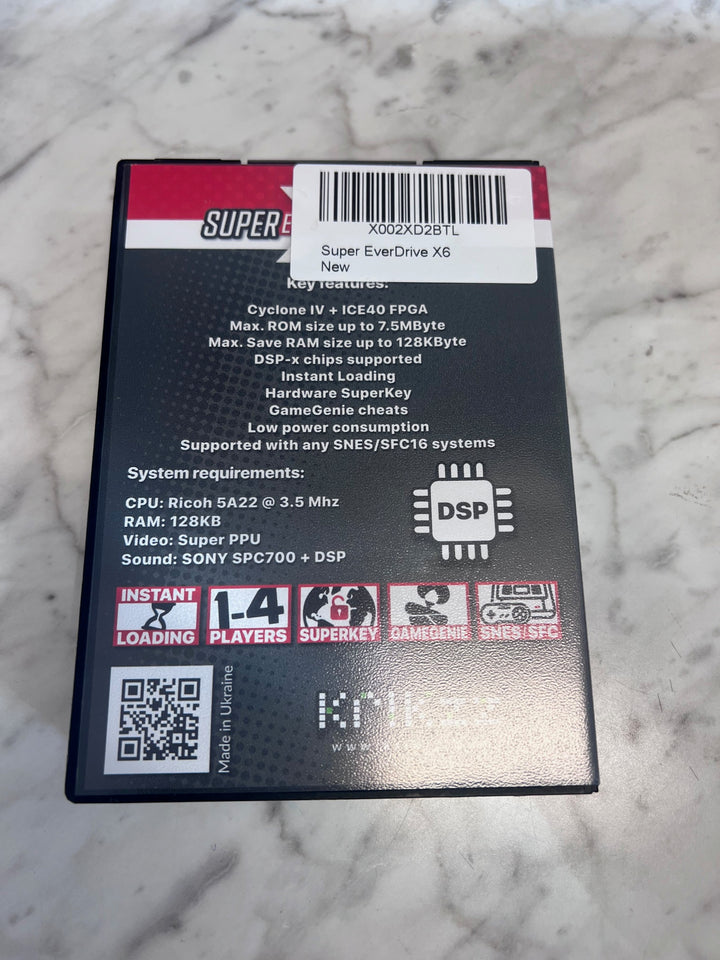 X002XD2BTL
Super EverDrive X6
New
SUPER
Key features:
Cyclone IV + ICE40 FPGA
Max. ROM size up to 7.5MByte
Max. Save RAM size up to 128KByte
DSP-x chips supported
Instant Loading
Hardware SuperKey
GameGenie cheats
Low power consumption
Supported with any SNES/SFC16 systems
System requirements:
CPU: Ricoh 5A22 @ 3.5 Mhz
RAM: 128KB
Video: Super PPU
Sound: SONY SPC700 + DSP
DSP
INSTANT
LOADING
1-4
PLAYERS
SUPERKEY
GAMEGENIE
SNES/SFC
Made in Ukraine